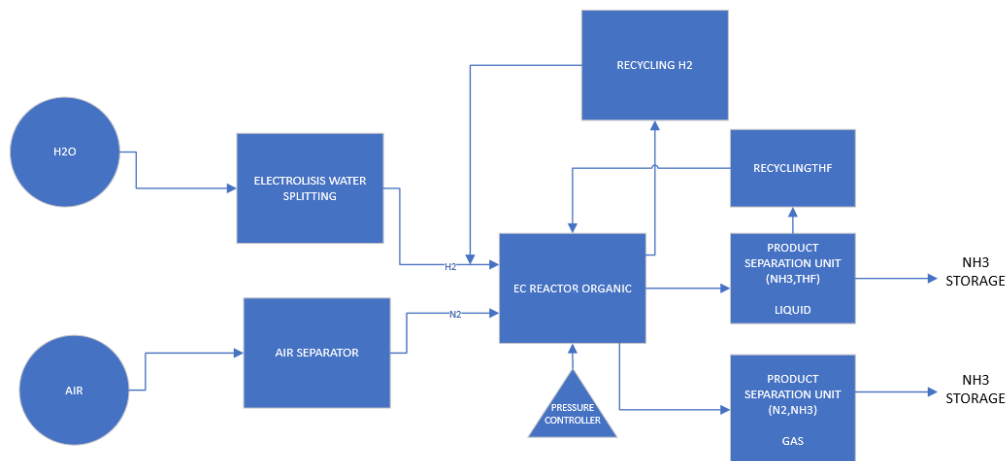 RECYCLING H2
H2O
ELECTROLISIS WATER
SPLITTING
RECYCLINGTHF
H2
EC REACTOR ORGANIC
PRODUCT
SEPARATION UNIT
(NH3,THF)
LIQUID
NH3
STORAGE
N2
AIR SEPARATOR
AIR
PRESSURE
CONTROLLER
PRODUCT
SEPARATION UNIT
(N2,NH3)
GAS
NH3
STORAGE